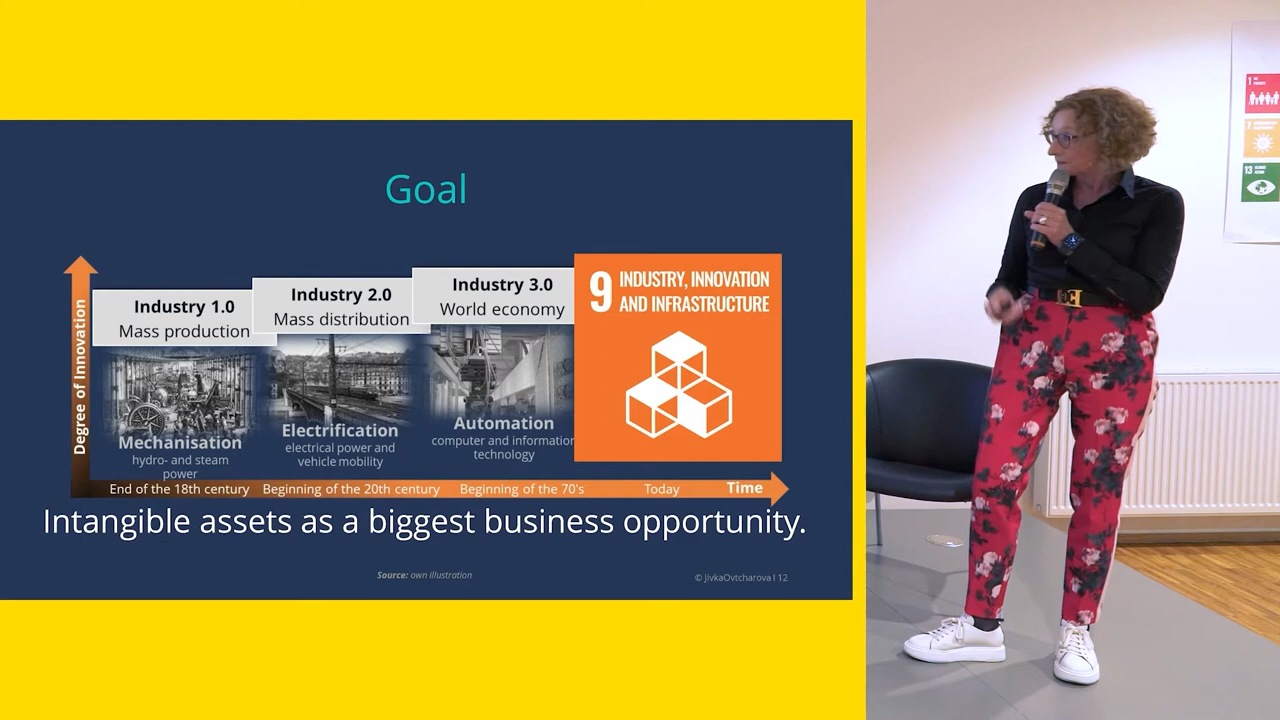 Goal
Degree of Innovation
Industry 1.0
Mass production
Industry 2.0
Mass distribution
Industry 3.0
World economy
9 INDUSTRY, INNOVATION
AND INFRASTRUCTURE
Mechanisation
hydro- and steam
power
Electrification
electrical power and
vehicle mobility
Automation
computer and information
technology
End of the 18th century
Beginning of the 20th century
Beginning of the 70's
Today
Time
Intangible assets as a biggest business opportunity.
Source: own illustration
© JivkaOvtcharova I 12
1
7
13